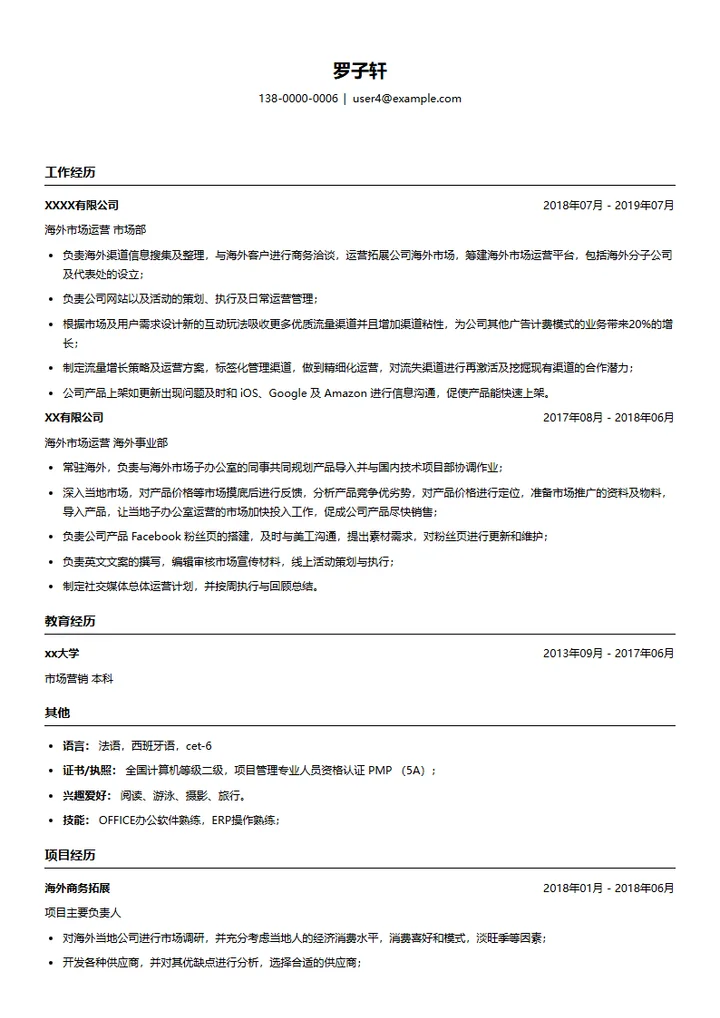 罗子轩
138-0000-0006 | user4@example.com
工作经历
XXXX有限公司 2018年07月 - 2019年07月
海外市场运营 市场部
• 负责海外渠道信息搜集及整理，与海外客户进行商务洽谈，运营拓展公司海外市场，筹建海外市场运营平台，包括海外分子公司
及代表处的设立；
• 负责公司网站以及活动的策划、执行及日常运营管理；
• 根据市场及用户需求设计新的互动玩法吸收更多优质流量渠道并且增加渠道粘性，为公司其他广告计费模式的业务带来20%的增
长；
• 制定流量增长策略及运营方案，标签化管理渠道，做到精细化运营，对流失渠道进行再激活及挖掘现有渠道的合作潜力；
• 公司产品上架如更新出现问题及时和 iOS、Google 及 Amazon 进行信息沟通，促使产品能快速上架。
XX有限公司 2017年08月 - 2018年06月
海外市场运营 海外事业部
• 常驻海外，负责与海外市场子办公室的同事共同规划产品导入并与国内技术项目部协调作业；
• 深入当地市场，对产品价格等市场摸底后进行反馈，分析产品竞争优劣势，对产品价格进行定位，准备市场推广的资料及物料，
导入产品，让当地子办公室运营的市场加快投入工作，促成公司产品尽快销售；
• 负责公司产品 Facebook 粉丝页的搭建，及时与美工沟通，提出素材需求，对粉丝页进行更新和维护；
• 负责英文文案的撰写，编辑审核市场宣传材料，线上活动策划与执行；
• 制定社交媒体总体运营计划，并按周执行与回顾总结。
教育经历
xx大学 2013年09月 - 2017年06月
市场营销 本科
其他
• 语言： 法语，西班牙语，cet-6
• 证书/执照： 全国计算机等级二级，项目管理专业人员资格认证 PMP （5A）；
• 兴趣爱好： 阅读、游泳、摄影、旅行。
• 技能： OFFICE办公软件熟练，ERP操作熟练；
项目经历
海外商务拓展 2018年01月 - 2018年06月
项目主要负责人
• 对海外当地公司进行市场调研，并充分考虑当地人的经济消费水平，消费喜好和模式，淡旺季等因素；
• 开发各种供应商，并对其优缺点进行分析，选择合适的供应商；